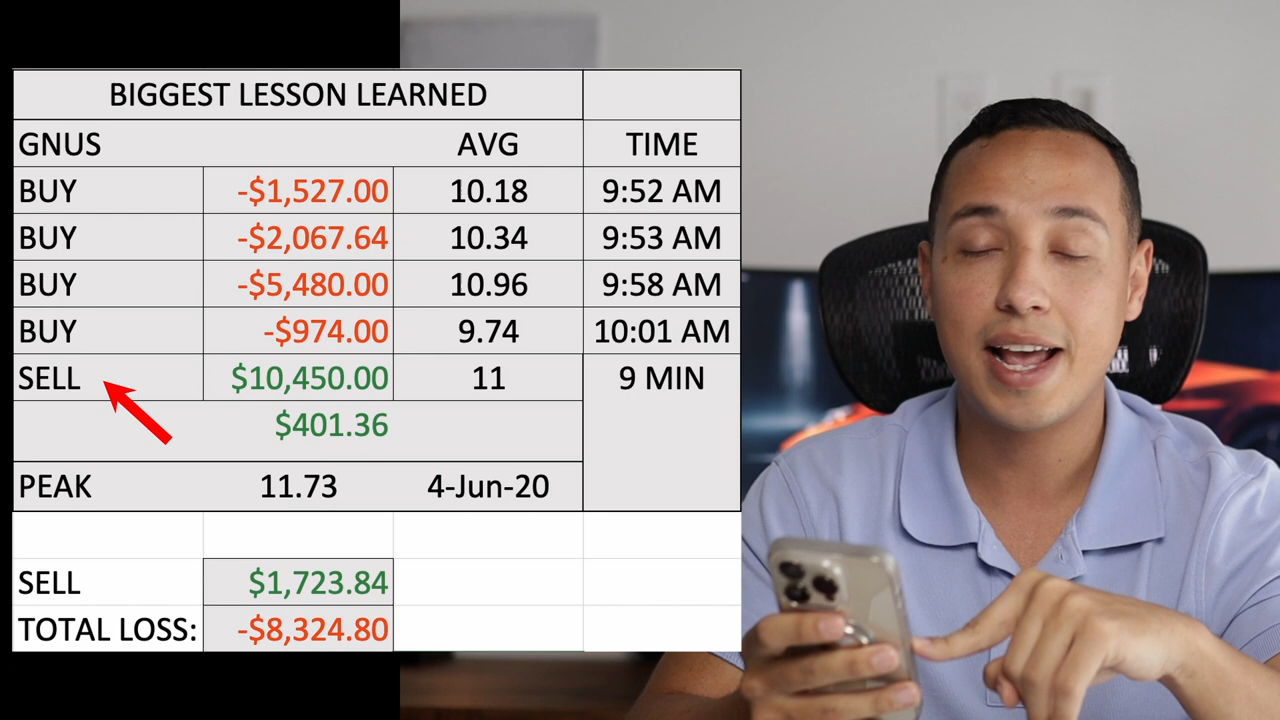 BIGGEST LESSON LEARNED
GNUS AVG TIME
BUY -$1,527.00 10.18 9:52 AM
BUY -$2,067.64 10.34 9:53 AM
BUY -$5,480.00 10.96 9:58 AM
BUY -$974.00 9.74 10:01 AM
SELL $10,450.00 11 9 MIN
$401.36
PEAK 11.73 4-Jun-20
SELL $1,723.84
TOTAL LOSS: -$8,324.80